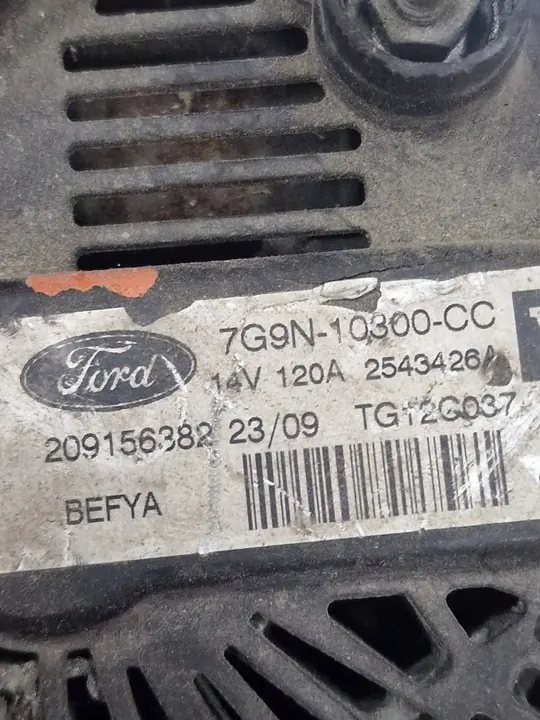 Ford
7G9N-10300-CC
14V 120A 2543426A
209156382 23/09 TG12C037
BEFYA